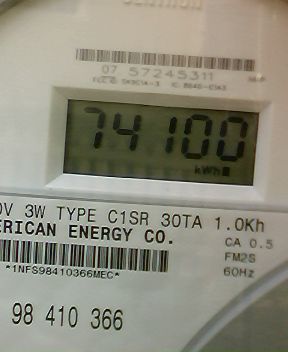 07 57245311
74100
kWh
0V 3W TYPE C1SR 30TA 1.0Kh
ERICAN ENERGY CO.
CA 0.5
FM2S
60Hz
*1NFS98410366MEC*
98 410 366